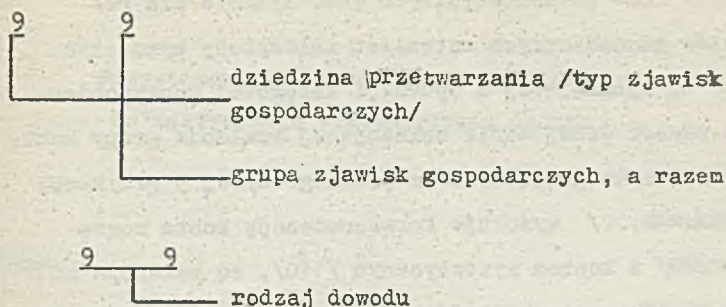 9 9
dziedzina przetwarzania /typ zjawisk
gospodarczych/
grupa zjawisk gospodarczych, a razem
9 9
rodzaj dowodu